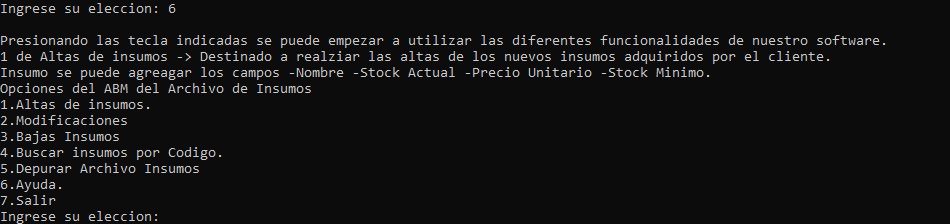 Ingrese su eleccion: 6
Presionando las tecla indicadas se puede empezar a utilizar las diferentes funcionalidades de nuestro software.
1 de Altas de insumos -> Destinado a realziar las altas de los nuevos insumos adquiridos por el cliente.
Insumo se puede agreagar los campos -Nombre -Stock Actual -Precio Unitario -Stock Minimo.
Opciones del ABM del Archivo de Insumos
1.Altas de insumos.
2.Modificaciones
3.Bajas Insumos
4.Buscar insumos por Codigo.
5.Depurar Archivo Insumos
6.Ayuda.
7.Salir
Ingrese su eleccion: